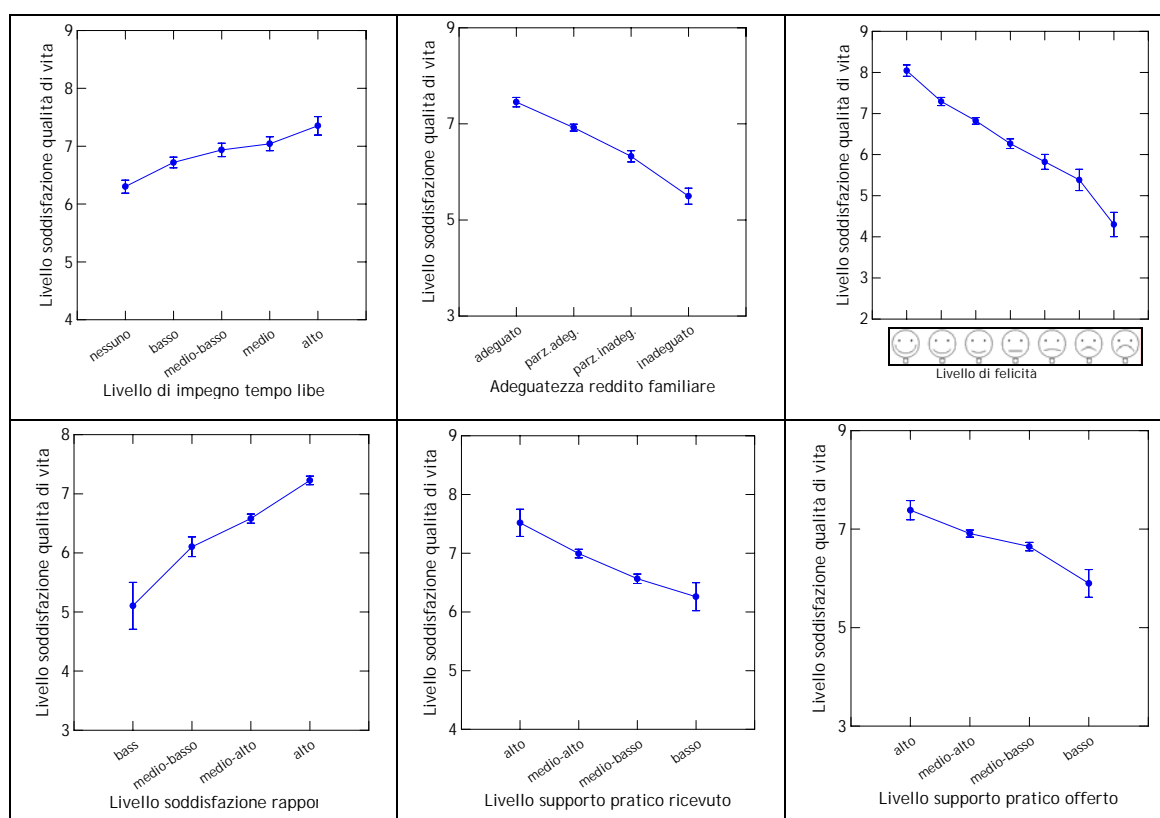 Livello soddisfazione qualità di vita
9
8
7
6
5
4
nessuno
basso
medio-basso
medio
alto
Livello di impegno tempo libe
Livello soddisfazione qualità di vita
9
7
5
3
adeguato
parz.adeg.
parz.inadeg.
inadeguato
Adeguatezza reddito familiare
Livello soddisfazione qualità di vita
9
8
7
6
5
4
3
2
Livello di felicità
Livello soddisfazione qualità di vita
8
7
6
5
4
3
bass
medio-basso
medio-alto
alto
Livello soddisfazione rappor
Livello soddisfazione qualità di vita
9
8
7
6
5
4
alto
medio-alto
medio-basso
basso
Livello supporto pratico ricevuto
Livello soddisfazione qualità di vita
9
7
5
3
alto
medio-alto
medio-basso
basso
Livello supporto pratico offerto